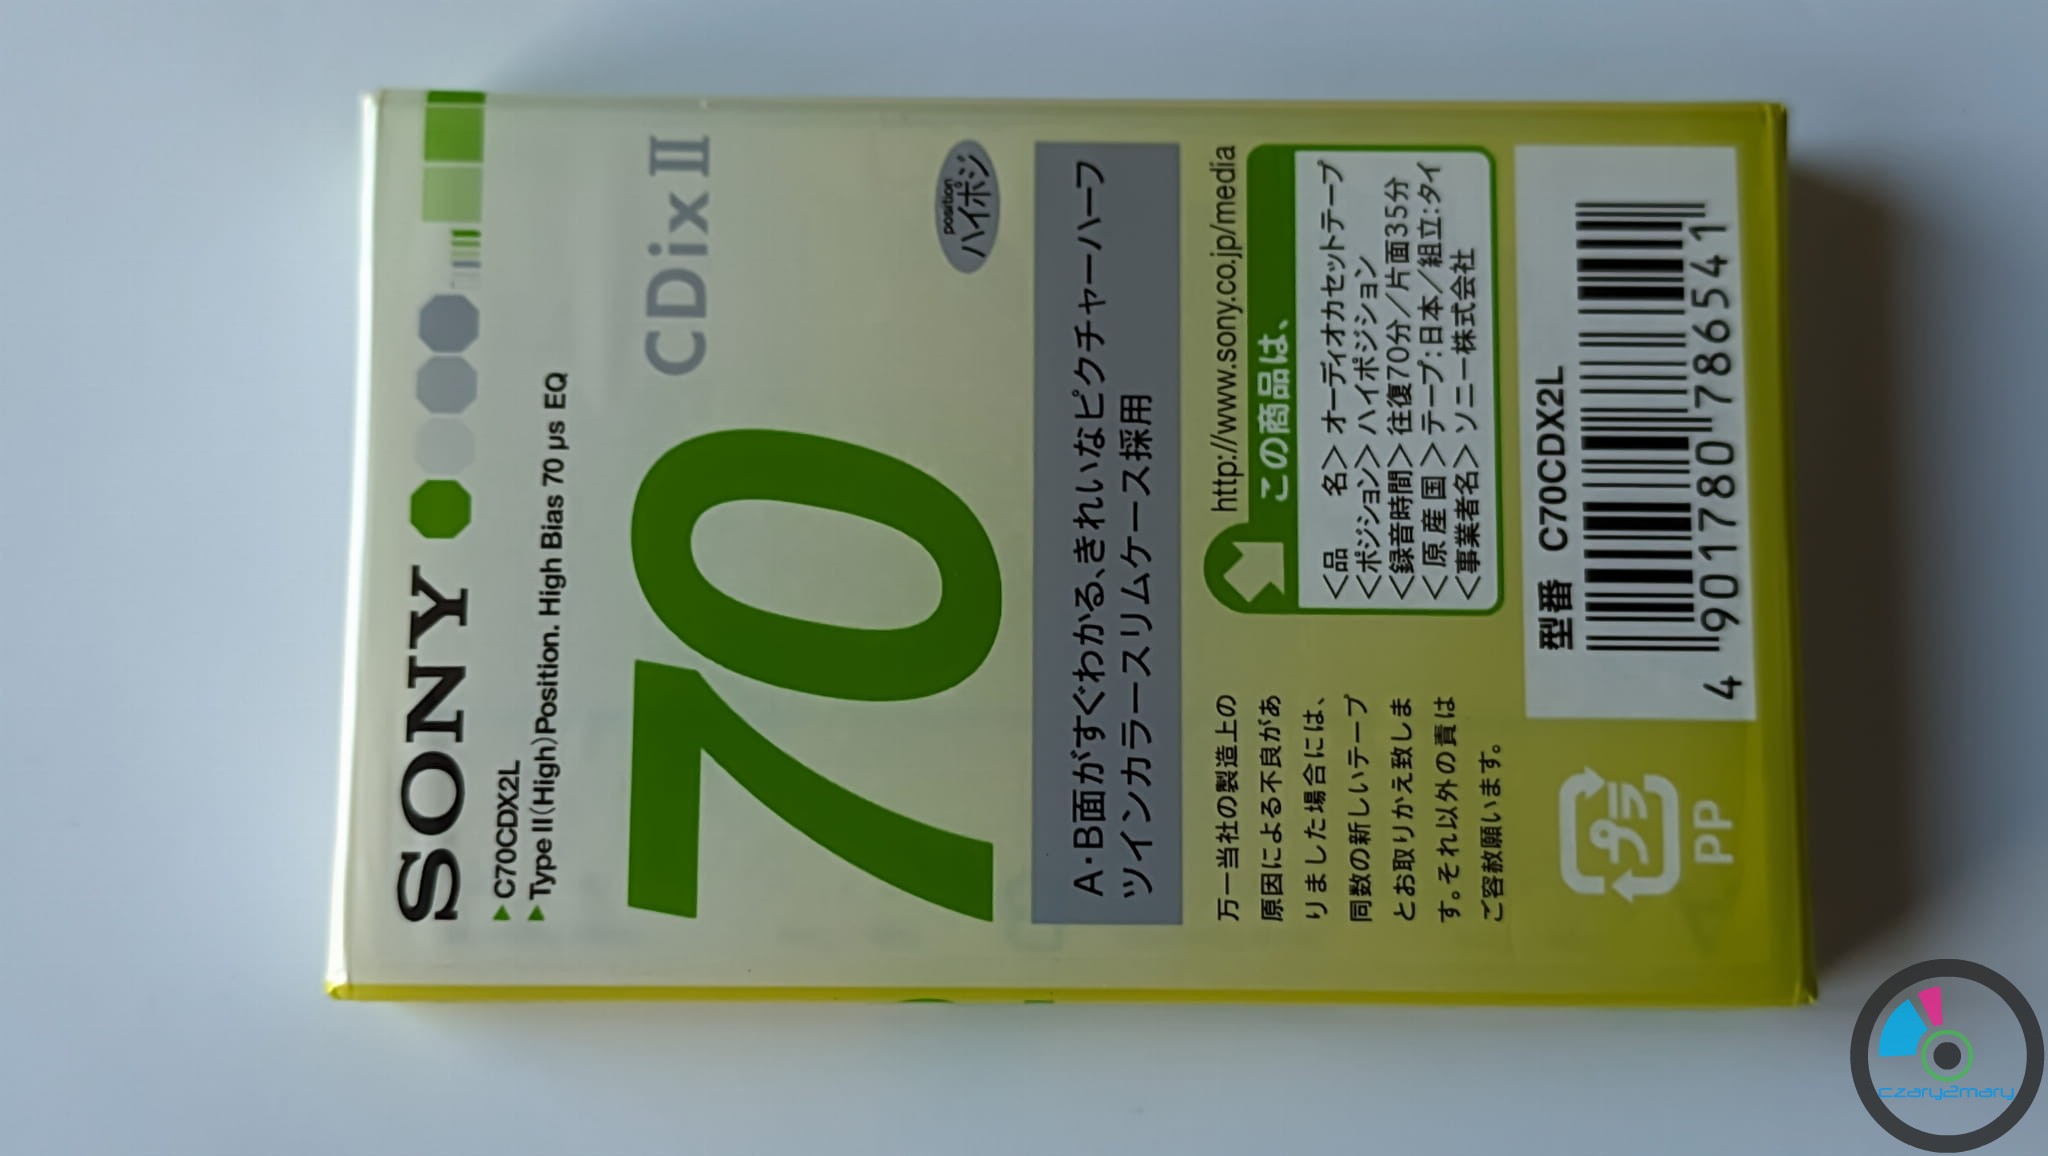 SONY
C70CDX2L
Type II(High)Position. High Bias 70 μs EQ
70
CDixII
position
ハイポジ
A・B面がすぐわかる、きれいなピクチャーハーフ
ツインカラースリムケース採用
http://www.sony.co.jp/media
この商品は、
<品 名>オーディオカセットテープ
<ポジション>ハイポジション
<録音時間>往復70分/片面35分
<原産国>テープ:日本/組立:タイ
<事業者名>ソニー株式会社
万一当社の製造上の
原因による不良があ
りました場合には、
同数の新しいテープ
とお取りかえ致しま
す。それ以外の責は
ご容赦願います。
型番 C70CDX2L
4 901780 786541
プラ
PP
czary2mary